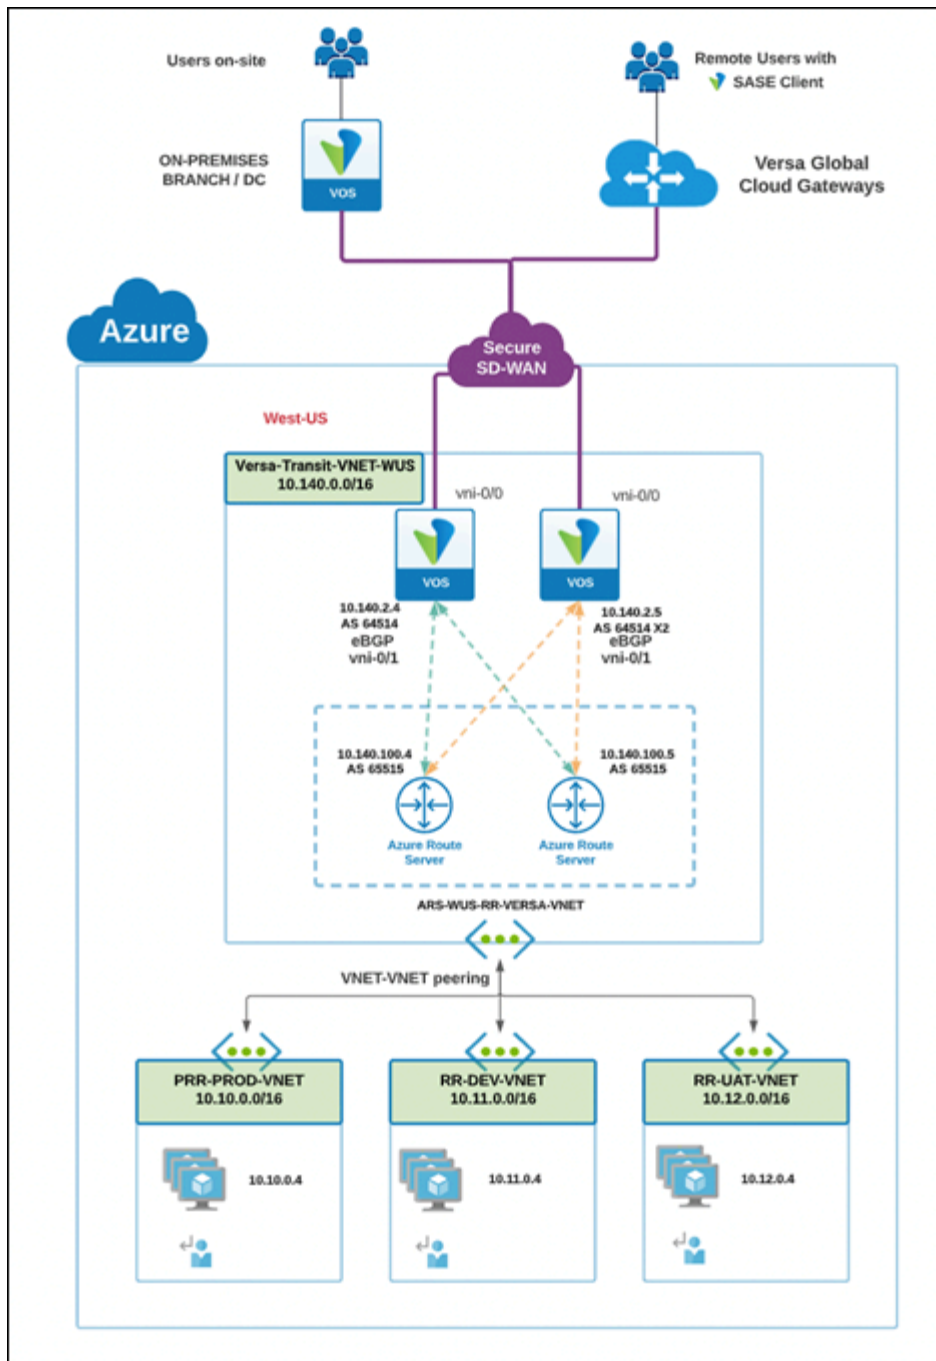 Users on-site
Remote Users with
SASE Client
ON-PREMISES
BRANCH / DC
VOS
Versa Global
Cloud Gateways
Azure
Secure
SD-WAN
West-US
Versa-Transit-VNET-WUS
10.140.0.0/16
vni-0/0
vni-0/0
VOS
VOS
10.140.2.4
AS 64514
eBGP
vni-0/1
10.140.2.5
AS 64514 X2
eBGP
vni-0/1
10.140.100.4
AS 65515
10.140.100.5
AS 65515
Azure Route
Server
Azure Route
Server
ARS-WUS-RR-VERSA-VNET
VNET-VNET peering
PRR-PROD-VNET
10.10.0.0/16
RR-DEV-VNET
10.11.0.0/16
RR-UAT-VNET
10.12.0.0/16
10.10.0.4
10.11.0.4
10.12.0.4